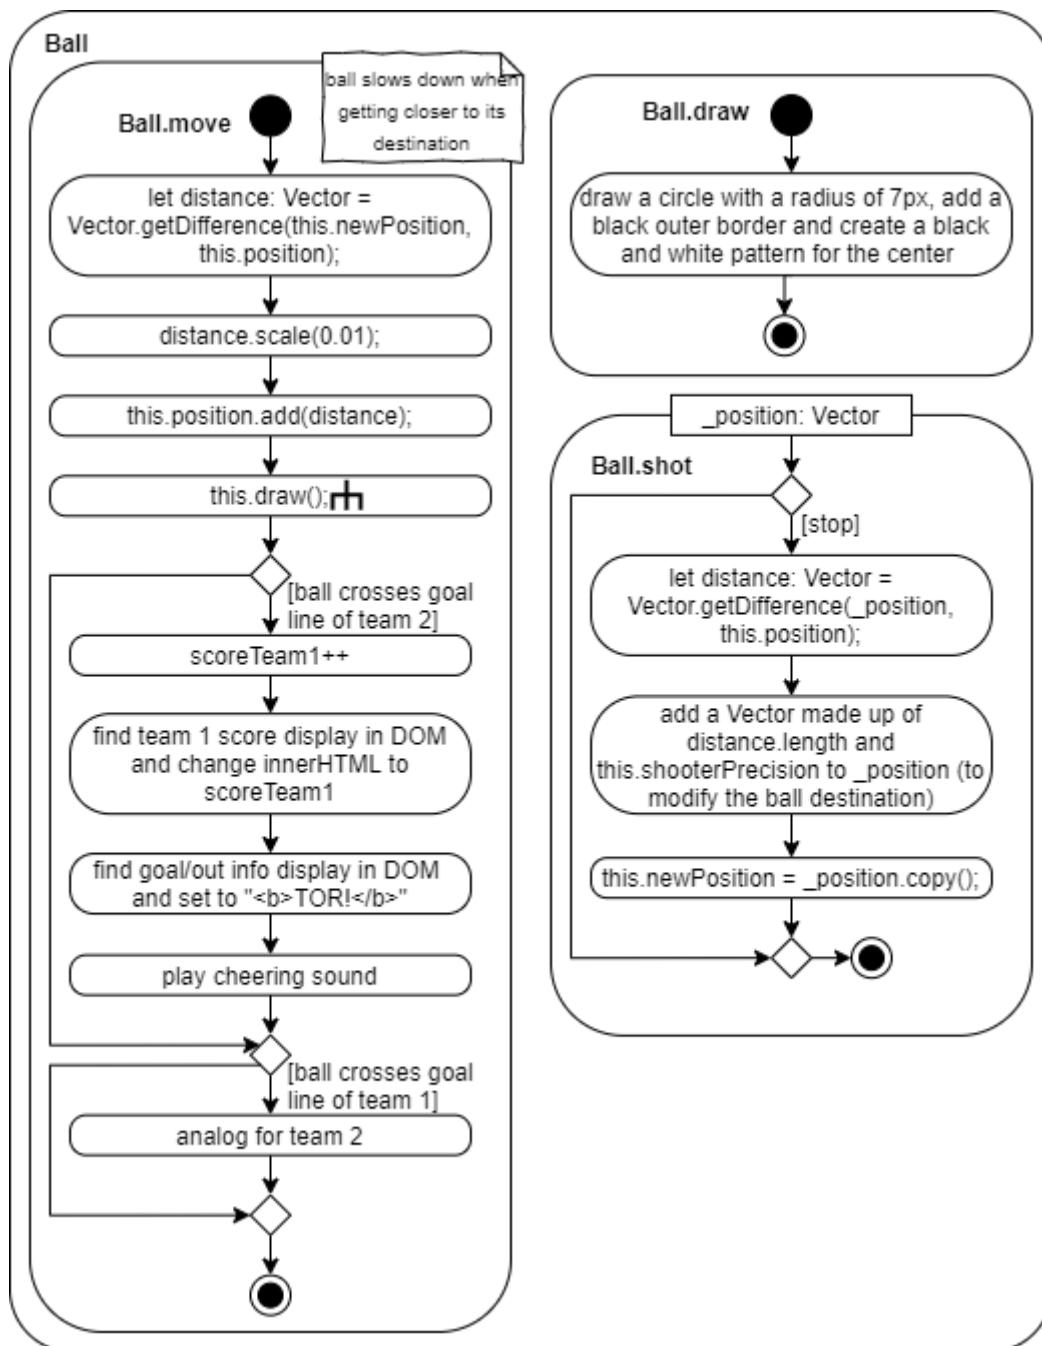 Ball
ball slows down when
getting closer to its
destination
Ball.move
let distance: Vector =
Vector.getDifference(this.newPosition,
this.position);
distance.scale(0.01);
this.position.add(distance);
this.draw();
[ball crosses goal
line of team 2]
scoreTeam1++
find team 1 score display in DOM
and change innerHTML to
scoreTeam1
find goal/out info display in DOM
and set to "<b>TOR!</b>"
play cheering sound
[ball crosses goal
line of team 1]
analog for team 2
Ball.draw
draw a circle with a radius of 7px, add a
black outer border and create a black
and white pattern for the center
_position: Vector
Ball.shot
[stop]
let distance: Vector =
Vector.getDifference(_position,
this.position);
add a Vector made up of
distance.length and
this.shooterPrecision to _position (to
modify the ball destination)
this.newPosition = _position.copy();